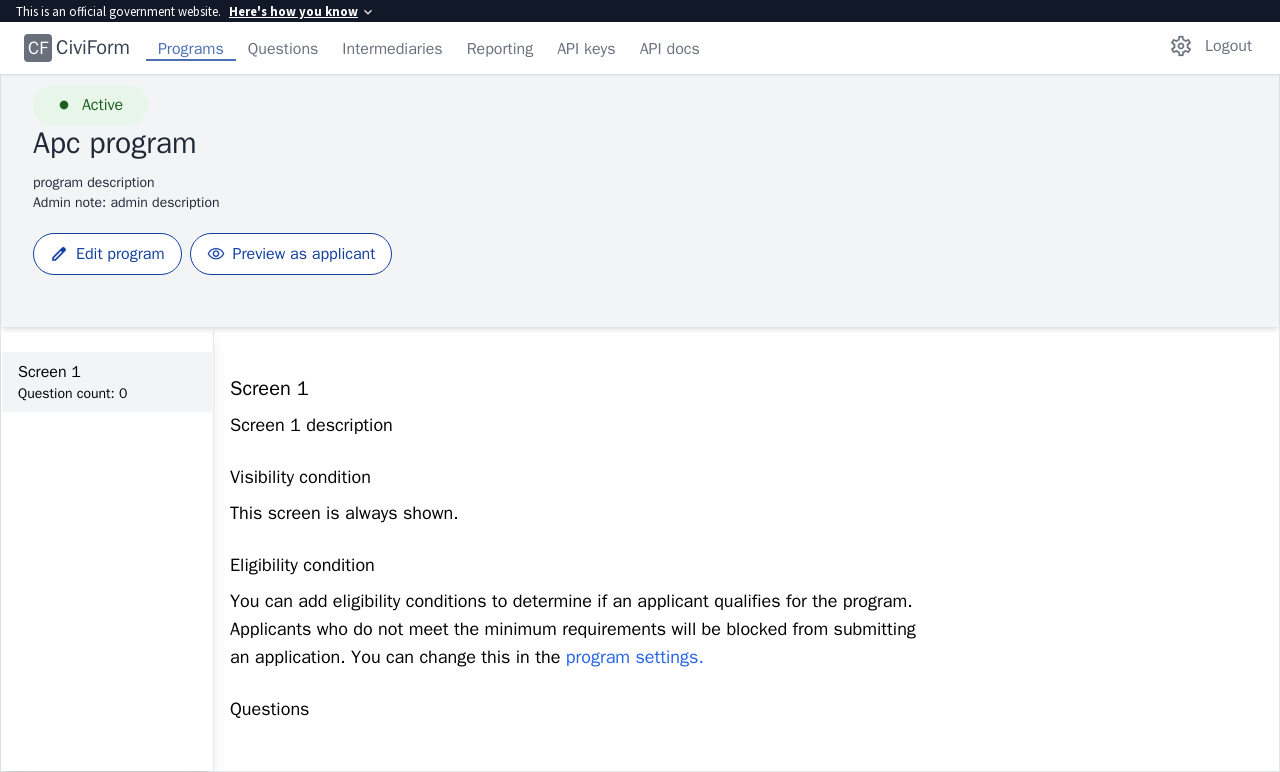 This is an official government website. Here's how you know
CF CiviForm Programs Questions Intermediaries Reporting API keys API docs Logout
Active
Apc program
program description
Admin note: admin description
Edit program Preview as applicant
Screen 1
Question count: 0
Screen 1
Screen 1 description
Visibility condition
This screen is always shown.
Eligibility condition
You can add eligibility conditions to determine if an applicant qualifies for the program.
Applicants who do not meet the minimum requirements will be blocked from submitting
an application. You can change this in the program settings.
Questions